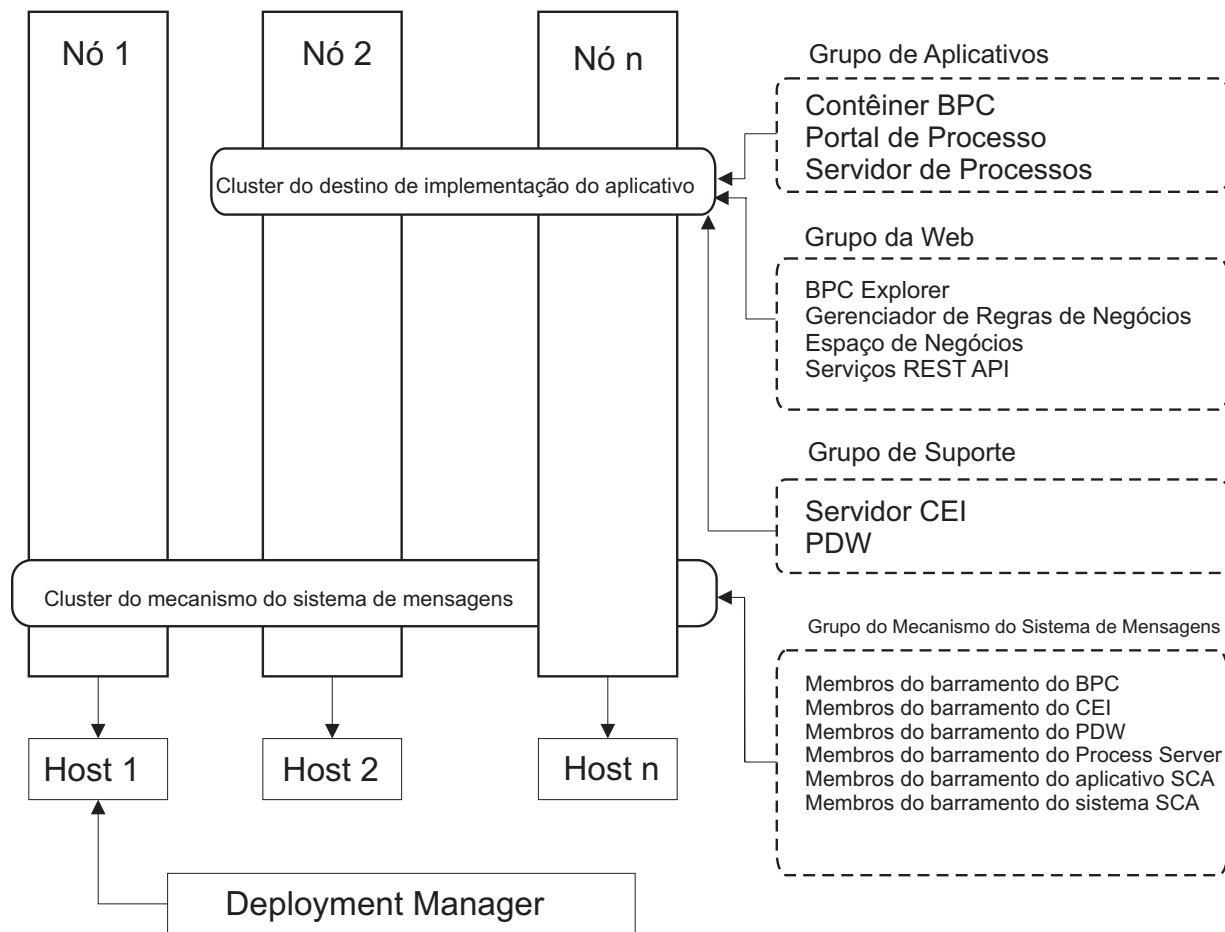 Nó 1
Nó 2
Nó n
Cluster do destino de implementação do aplicativo
Cluster do mecanismo do sistema de mensagens
Host 1
Host 2
Host n
Deployment Manager
Grupo de Aplicativos
Contêiner BPC
Portal de Processo
Servidor de Processos
Grupo da Web
BPC Explorer
Gerenciador de Regras de Negócios
Espaço de Negócios
Serviços REST API
Grupo de Suporte
Servidor CEI
PDW
Grupo do Mecanismo do Sistema de Mensagens
Membros do barramento do BPC
Membros do barramento do CEI
Membros do barramento do PDW
Membros do barramento do Process Server
Membros do barramento do aplicativo SCA
Membros do barramento do sistema SCA